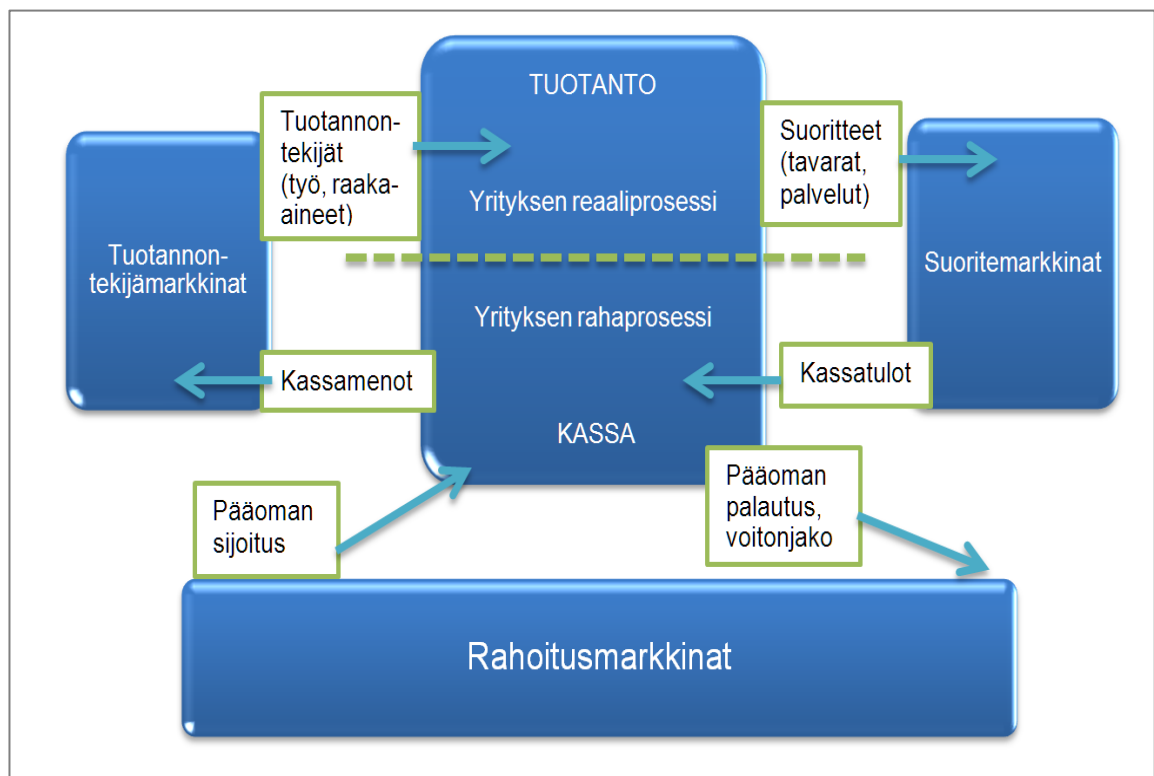 TUOTANTO
Tuotannon-
tekijät
(työ, raaka-
aineet)
Suoritteet
(tavarat,
palvelut)
Yrityksen reaaliprosessi
Tuotannon-
tekijämarkkinat
Suoritemarkkinat
Yrityksen rahaprosessi
Kassamenot
Kassatulot
KASSA
Pääoman
sijoitus
Pääoman
palautus,
voitonjako
Rahoitusmarkkinat